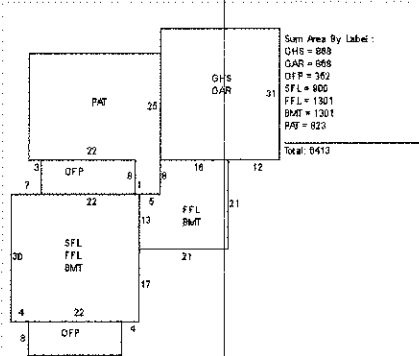 Sum Area By Label :
GHS = 868
GAR = 868
OFP = 352
SFL = 900
FFL = 1301
BMT = 1301
PAT = 823
Total: 6413
GHS
GAR
31
PAT
25
22
16
12
3
OFP
8
8
7
1
22
5
13
FFL
BMT
21
21
SFL
FFL
BMT
30
17
4
22
4
8
OFP